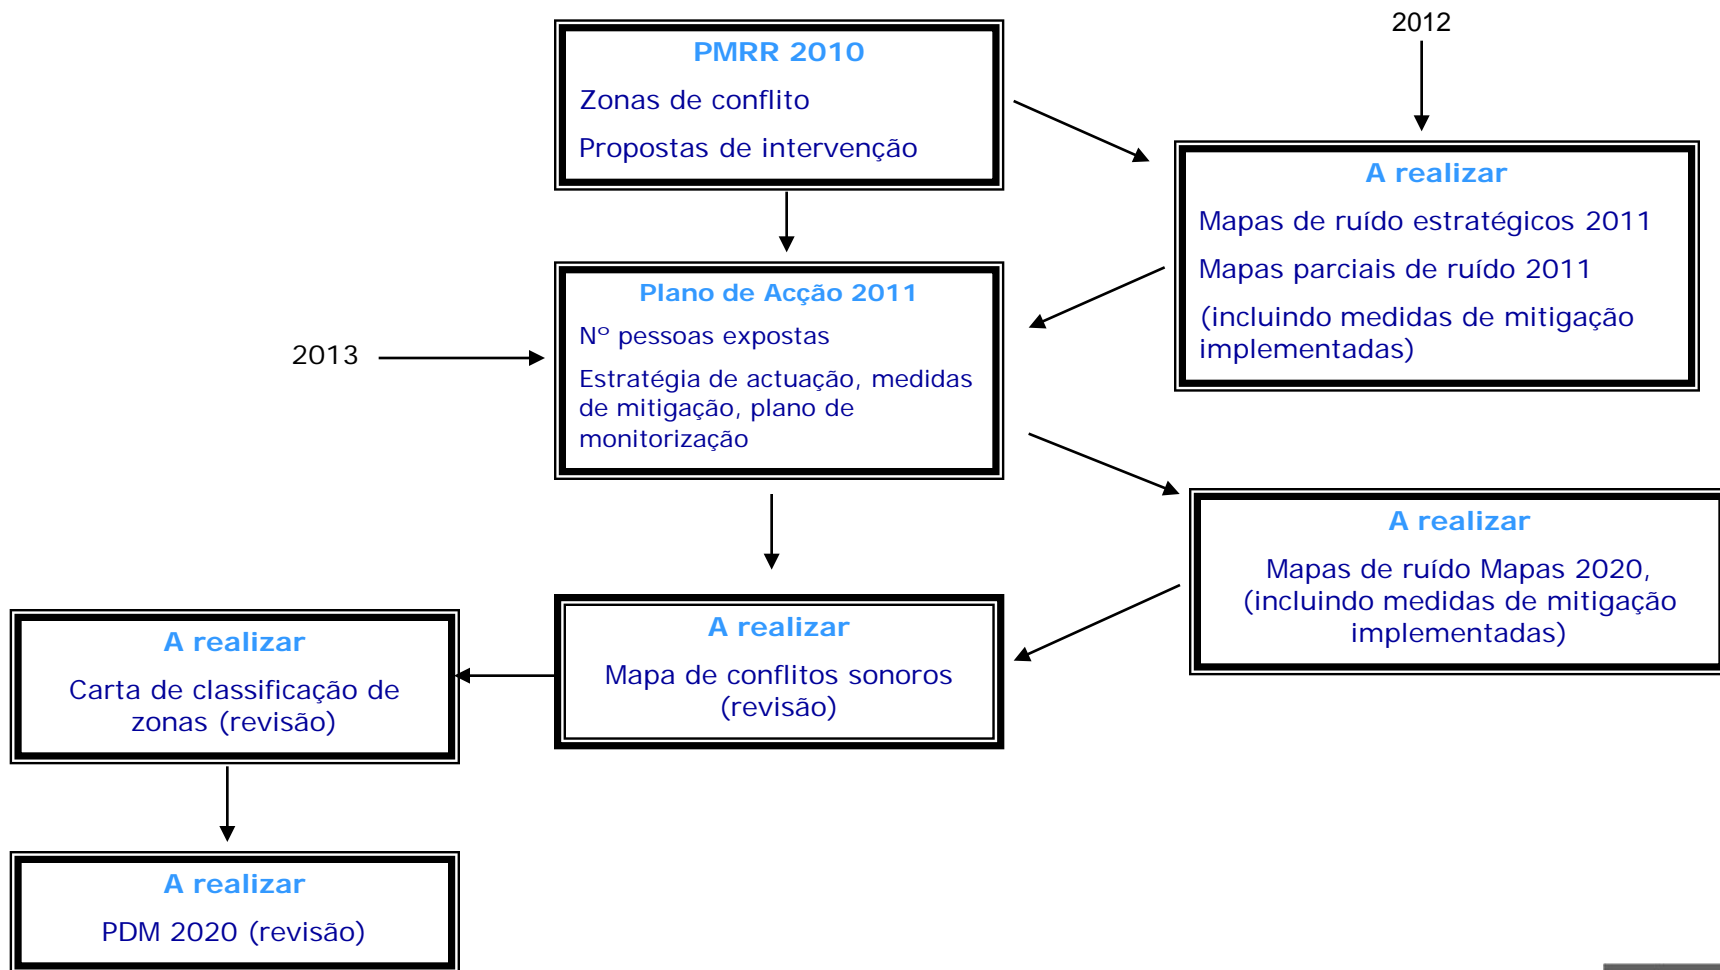 2012
PMRR 2010
Zonas de conflito
Propostas de intervenção
A realizar
Mapas de ruído estratégicos 2011
Mapas parciais de ruído 2011
(incluindo medidas de mitigação
implementadas)
Plano de Acção 2011
Nº pessoas expostas
Estratégia de actuação, medidas
de mitigação, plano de
monitorização
2013
A realizar
Mapas de ruído Mapas 2020,
(incluindo medidas de mitigação
implementadas)
A realizar
Mapa de conflitos sonoros
(revisão)
A realizar
Carta de classificação de
zonas (revisão)
A realizar
PDM 2020 (revisão)